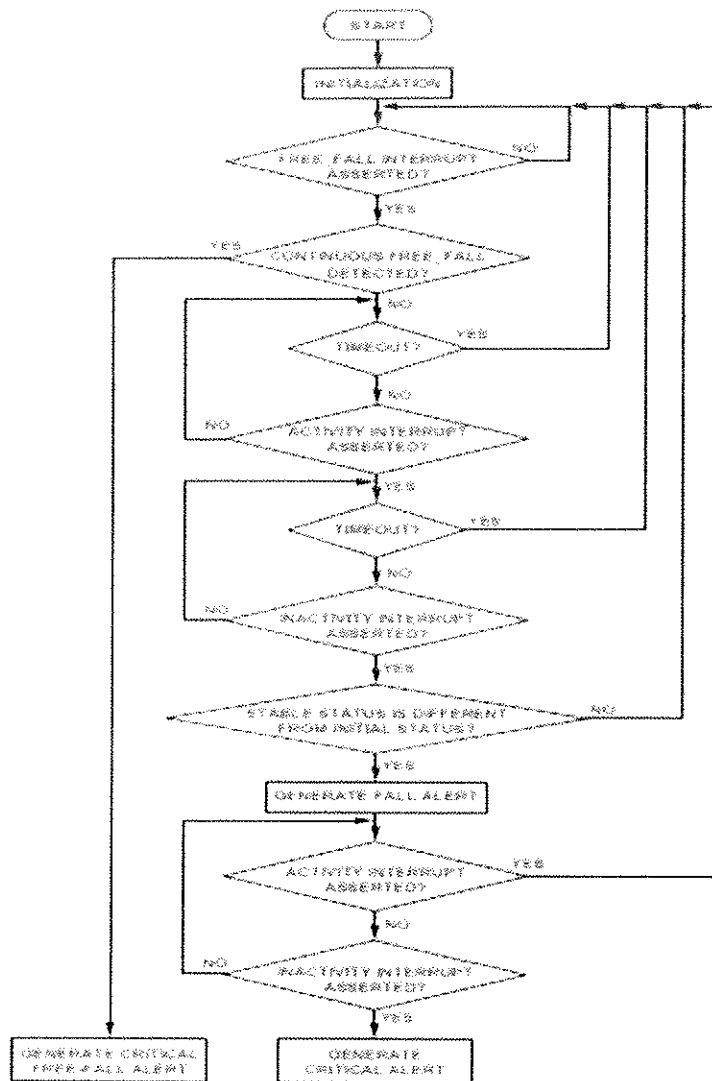 START
INITIALIZATION
FREE_FALL INTERRUPT
ASSERTED?
NO
YES
YES
CONTINUOUS FREE_FALL
DETECTED?
NO
TIMEOUT?
YES
NO
NO
ACTIVITY INTERRUPT
ASSERTED?
YES
TIMEOUT?
YES
NO
NO
INACTIVITY INTERRUPT
ASSERTED?
YES
STABLE STATUS IS DIFFERENT
FROM INITIAL STATUS?
NO
YES
GENERATE FALL ALERT
ACTIVITY INTERRUPT
ASSERTED?
YES
NO
NO
INACTIVITY INTERRUPT
ASSERTED?
YES
GENERATE CRITICAL
FREE-FALL ALERT
GENERATE
CRITICAL ALERT